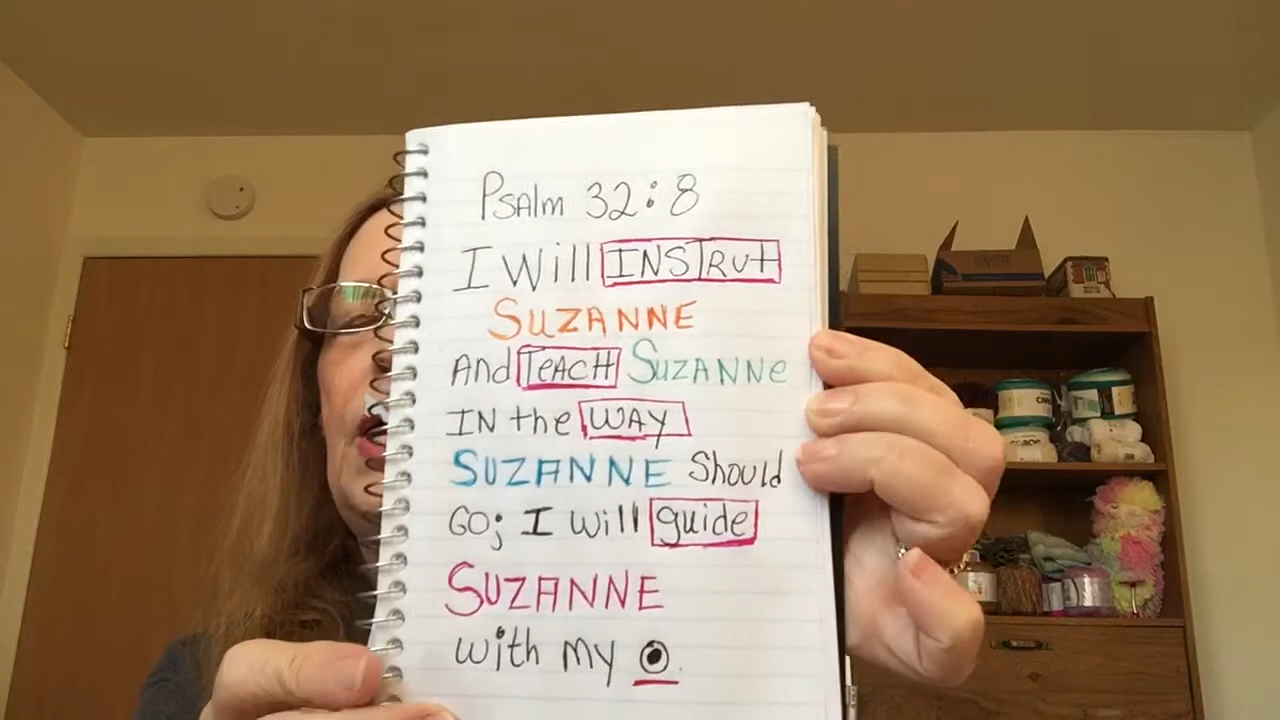 Psalm 32:8
I Will INSTRUt
SUZANNE
And TEACH SUZANNE
IN the WAY
SUZANNE Should
GO; I will guide
SUZANNE
with my